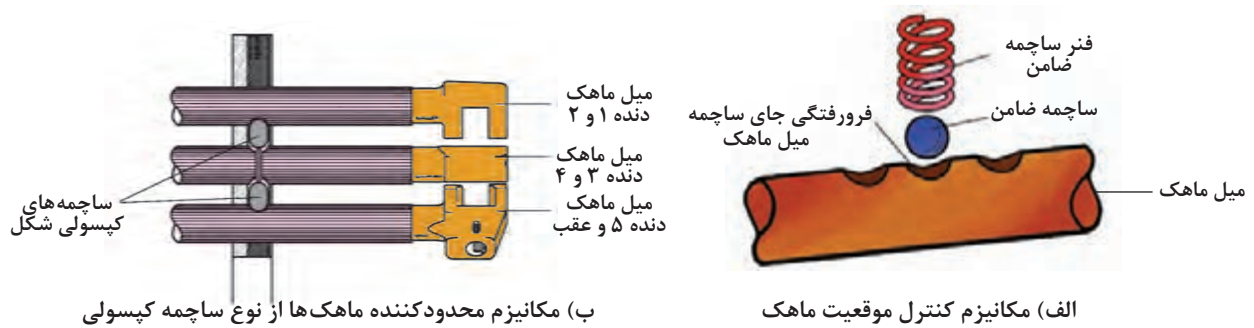 فنر ساچمه
ضامن
ساچمه ضامن
فرورفتگی جای ساچمه
میل ماهک
میل ماهک
الف) مکانیزم کنترل موقعیت ماهک
میل ماهک
دنده ۱ و ۲
میل ماهک
دنده ۳ و ۴
میل ماهک
دنده ۵ و عقب
ساچمه‌های
کپسولی شکل
ب) مکانیزم محدودکننده ماهک‌ها از نوع ساچمه کپسولی